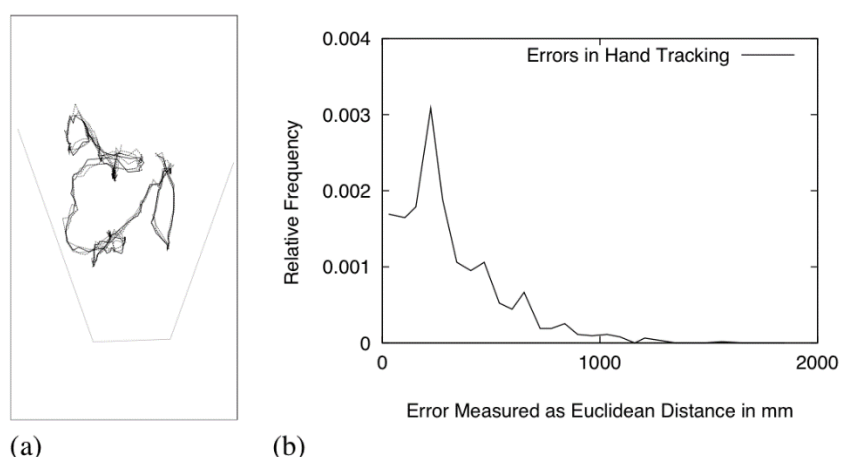 0.004
Errors in Hand Tracking
0.003
0.002
0.001
0
Relative Frequency
0
1000
2000
Error Measured as Euclidean Distance in mm
(a)
(b)